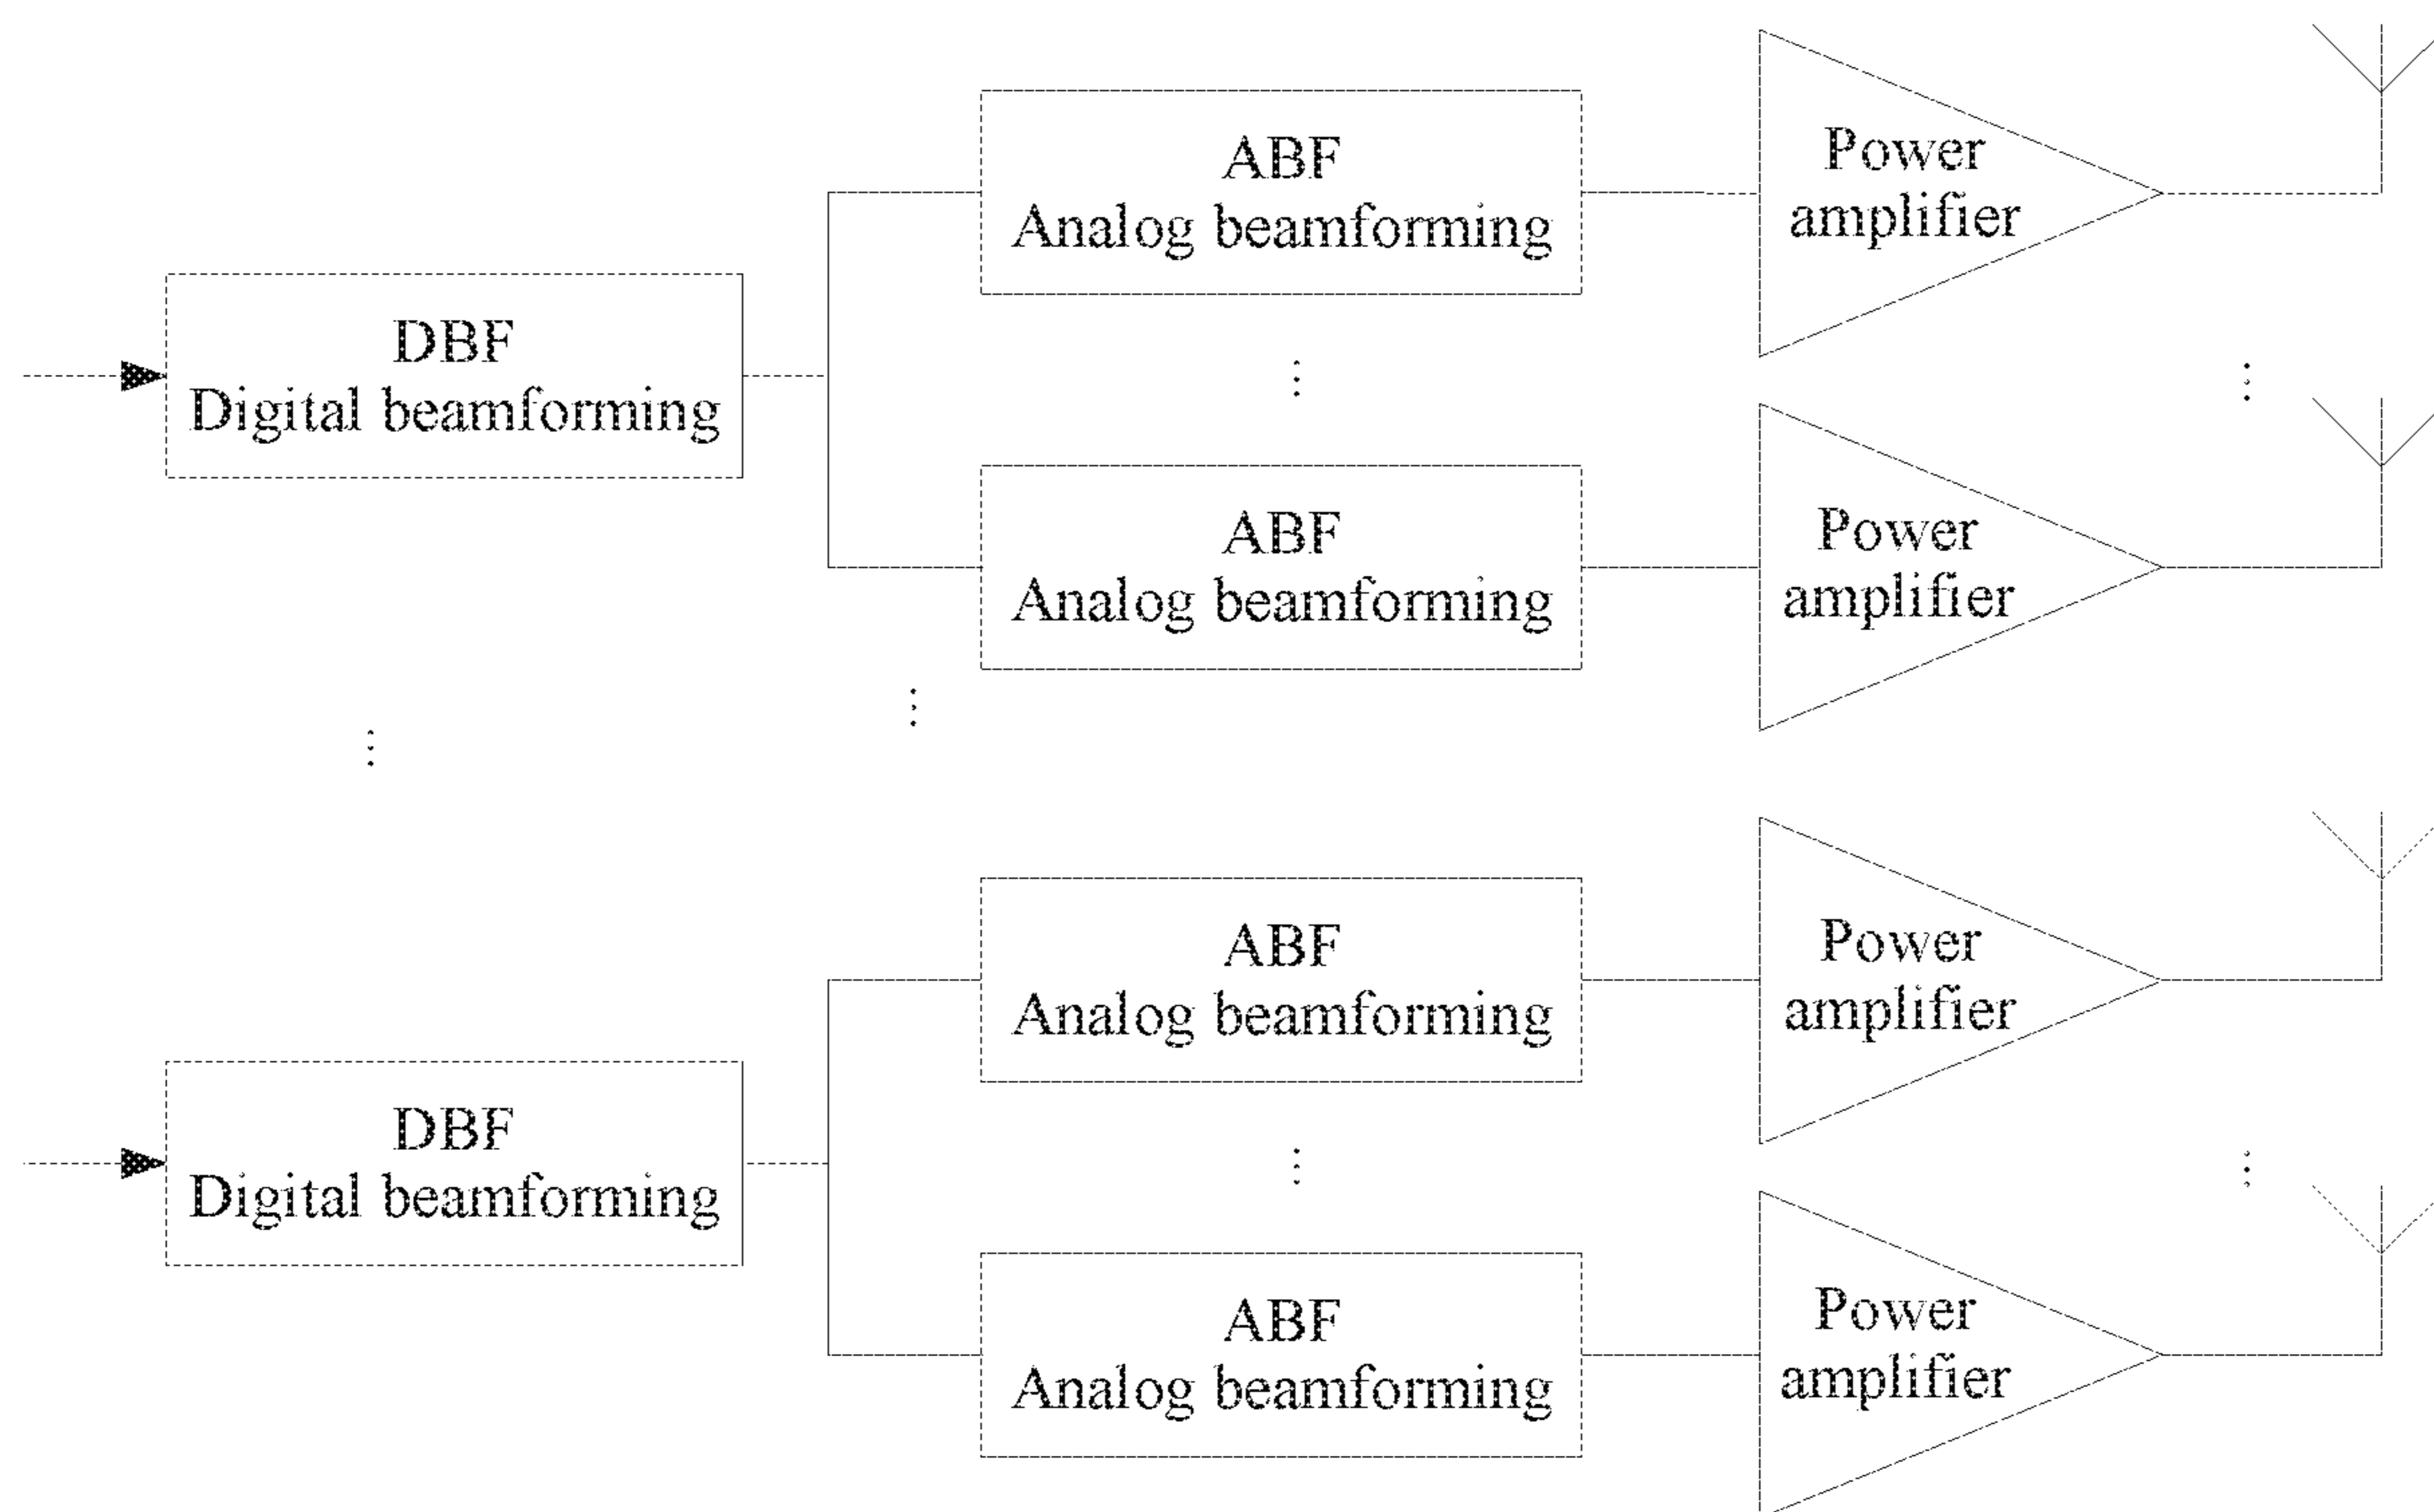 ABF
Analog beamforming
Power
amplifier
DBF
Digital beamforming
ABF
Analog beamforming
Power
amplifier
ABF
Analog beamforming
Power
amplifier
DBF
Digital beamforming
ABF
Analog beamforming
Power
amplifier